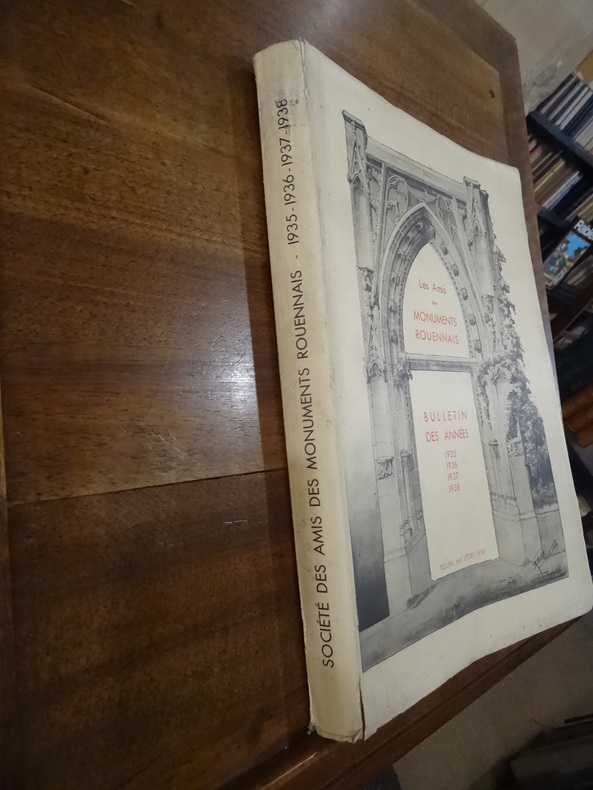 SOCIÉTÉ DES AMIS DES MONUMENTS ROUENNAIS - 1935-1936-1937-1938
Les Amis
des
MONUMENTS
ROUENNAIS
BULLETIN
DES ANNÉES
1935
1936
1937
1938